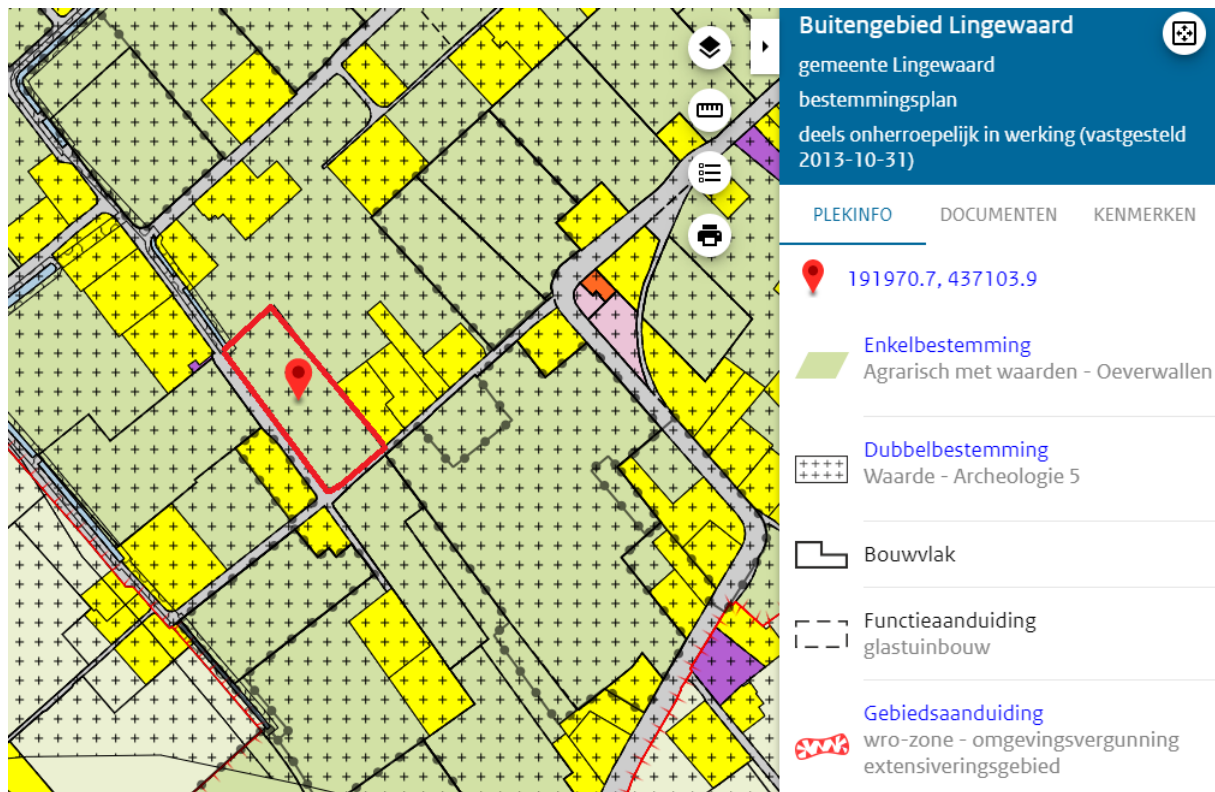 Buitengebied Lingewaard
gemeente Lingewaard
bestemmingsplan
deels onherroepelijk in werking (vastgesteld
2013-10-31)
PLEKINFO DOCUMENTEN KENMERKEN
191970.7, 437103.9
Enkelbestemming
Agrarisch met waarden - Oeverwallen
Dubbelbestemming
Waarde - Archeologie 5
Bouwvlak
Functieaanduiding
glastuinbouw
Gebiedsaanduiding
wro-zone - omgevingsvergunning
extensiveringsgebied